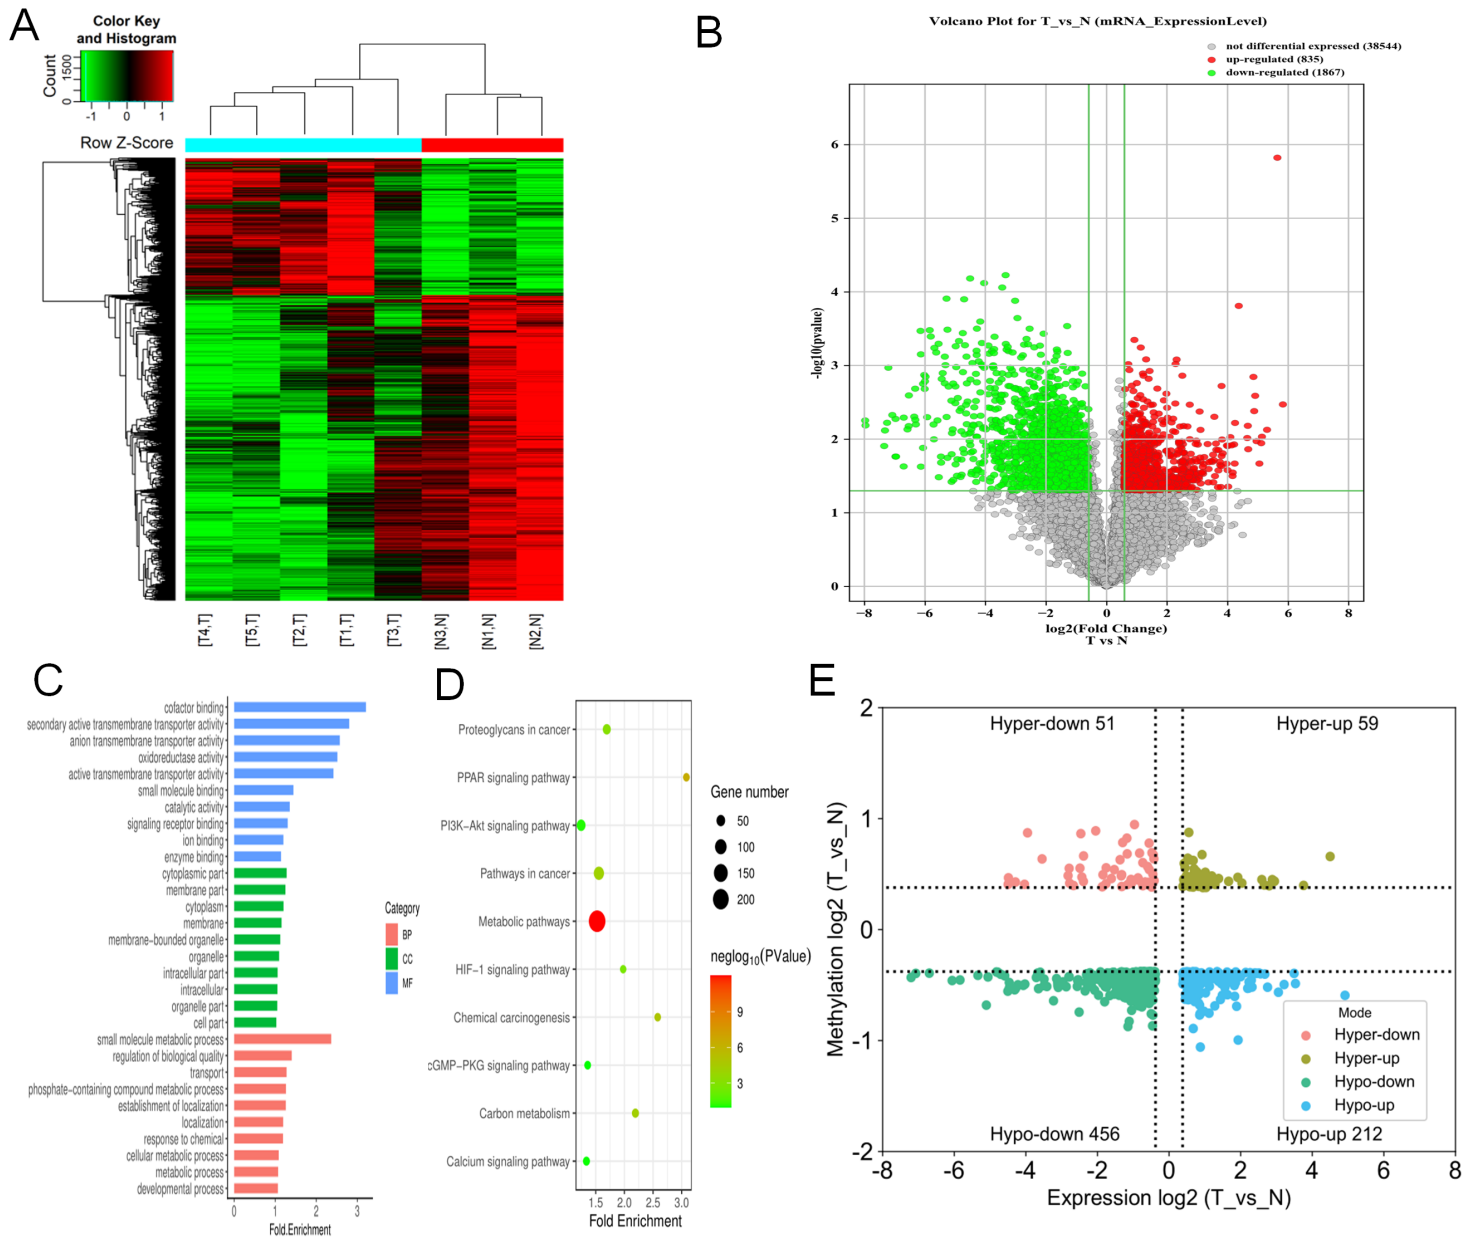 A
Color Key
and Histogram
Count
0
1500
-1
0
1
Row Z-Score
[T4,T]
[T5,T]
[T2,T]
[T1,T]
[T3,T]
[N3,N]
[N1,N]
[N2,N]
B
Volcano Plot for T_vs_N (mRNA_ExpressionLevel)
not differential expressed (38544)
up-regulated (835)
down-regulated (1867)
-log10(pvalue)
6
5
4
3
2
1
0
−8
−6
−4
−2
0
2
4
6
8
log2(Fold Change)
T vs N
C
cofactor binding
secondary active transmembrane transporter activity
anion transmembrane transporter activity
oxidoreductase activity
active transmembrane transporter activity
small molecule binding
catalytic activity
signaling receptor binding
ion binding
enzyme binding
cytoplasmic part
membrane part
cytoplasm
membrane
membrane−bounded organelle
organelle
intracellular part
intracellular
organelle part
cell part
small molecule metabolic process
regulation of biological quality
transport
phosphate−containing compound metabolic process
establishment of localization
localization
response to chemical
cellular metabolic process
metabolic process
developmental process
0
1
2
3
Fold.Enrichment
Category
BP
CC
MF
D
Proteoglycans in cancer
PPAR signaling pathway
PI3K−Akt signaling pathway
Pathways in cancer
Metabolic pathways
HIF−1 signaling pathway
Chemical carcinogenesis
cGMP−PKG signaling pathway
Carbon metabolism
Calcium signaling pathway
1.5
2.0
2.5
3.0
Fold Enrichment
Gene number
50
100
150
200
neglog10(PValue)
9
6
3
E
Hyper-down 51
Hyper-up 59
Methylation log2 (T_vs_N)
2
1
0
-1
-2
Mode
Hyper-down
Hyper-up
Hypo-down
Hypo-up
Hypo-down 456
Hypo-up 212
-8
-6
-4
-2
0
2
4
6
8
Expression log2 (T_vs_N)